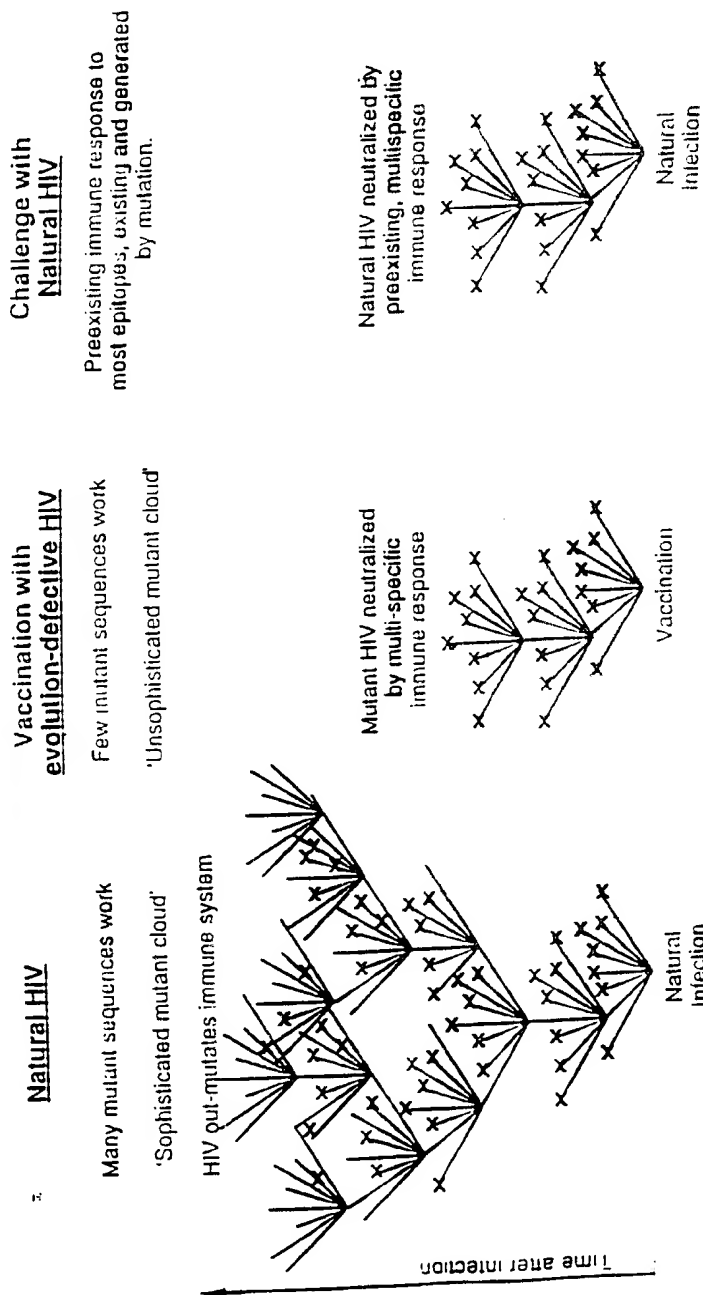 Natural HIV
Many mutant sequences work
'Sophisticated mutant cloud'
HIV out-mutates immune system
Time after infection
Natural
Infection
Vaccination with
evolution-defective HIV
Few mutant sequences work
'Unsophisticated mutant cloud'
Mutant HIV neutralized
by multi-specific
immune response
Vaccination
Challenge with
Natural HIV
Preexisting immune response to
most epitopes, existing and generated
by mutation.
Natural HIV neutralized by
preexisting, multispecific
immune response
Natural
Infection